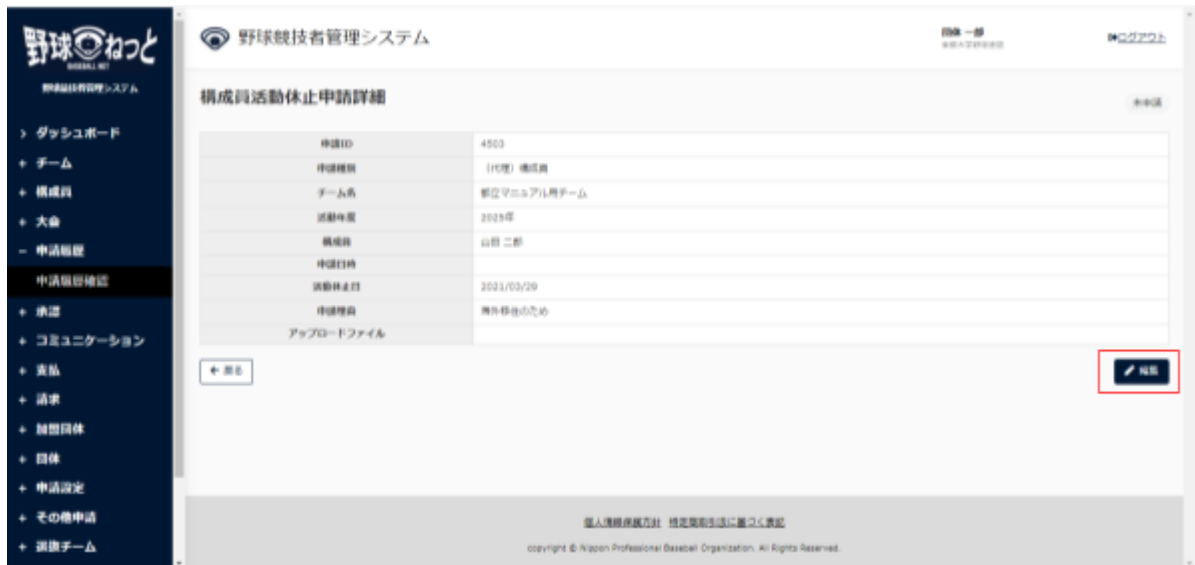 野球ねっと
BASEBALL NET
野球競技者管理システム
> ダッシュボード
+ チーム
+ 構成員
+ 大会
− 申請履歴
申請履歴確認
+ 承認
+ コミュニケーション
+ 支払
+ 請求
+ 加盟団体
+ 団体
+ 申請設定
+ その他申請
+ 選抜チーム
野球競技者管理システム
団体 一郎
ログアウト
構成員活動休止申請詳細
未申請
申請ID 4503
申請種別 (代理) 構成員
チーム名 都立マニュアル用チーム
活動年度 2025年
構成員 山田 二郎
申請日時
活動休止日 2021/03/29
申請理由 海外移住のため
アップロードファイル
← 戻る
編集
個人情報保護方針 特定商取引法に基づく表記
copyright © Nippon Professional Baseball Organization. All Rights Reserved.